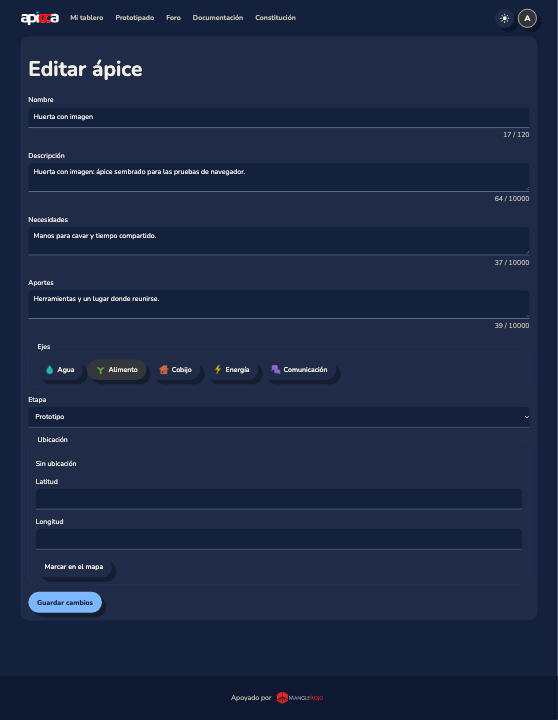 apicca
Mi tablero
Prototipado
Foro
Documentación
Constitución
A
Editar ápice
Nombre
Huerta con imagen
17 / 120
Descripción
Huerta con imagen: ápice sembrado para las pruebas de navegador.
64 / 10000
Necesidades
Manos para cavar y tiempo compartido.
37 / 10000
Aportes
Herramientas y un lugar donde reunirse.
39 / 10000
Ejes
Agua
Alimento
Cobijo
Energía
Comunicación
Etapa
Prototipo
Ubicación
Sin ubicación
Latitud
Longitud
Marcar en el mapa
Guardar cambios
Apoyado por
MANGLEROJO